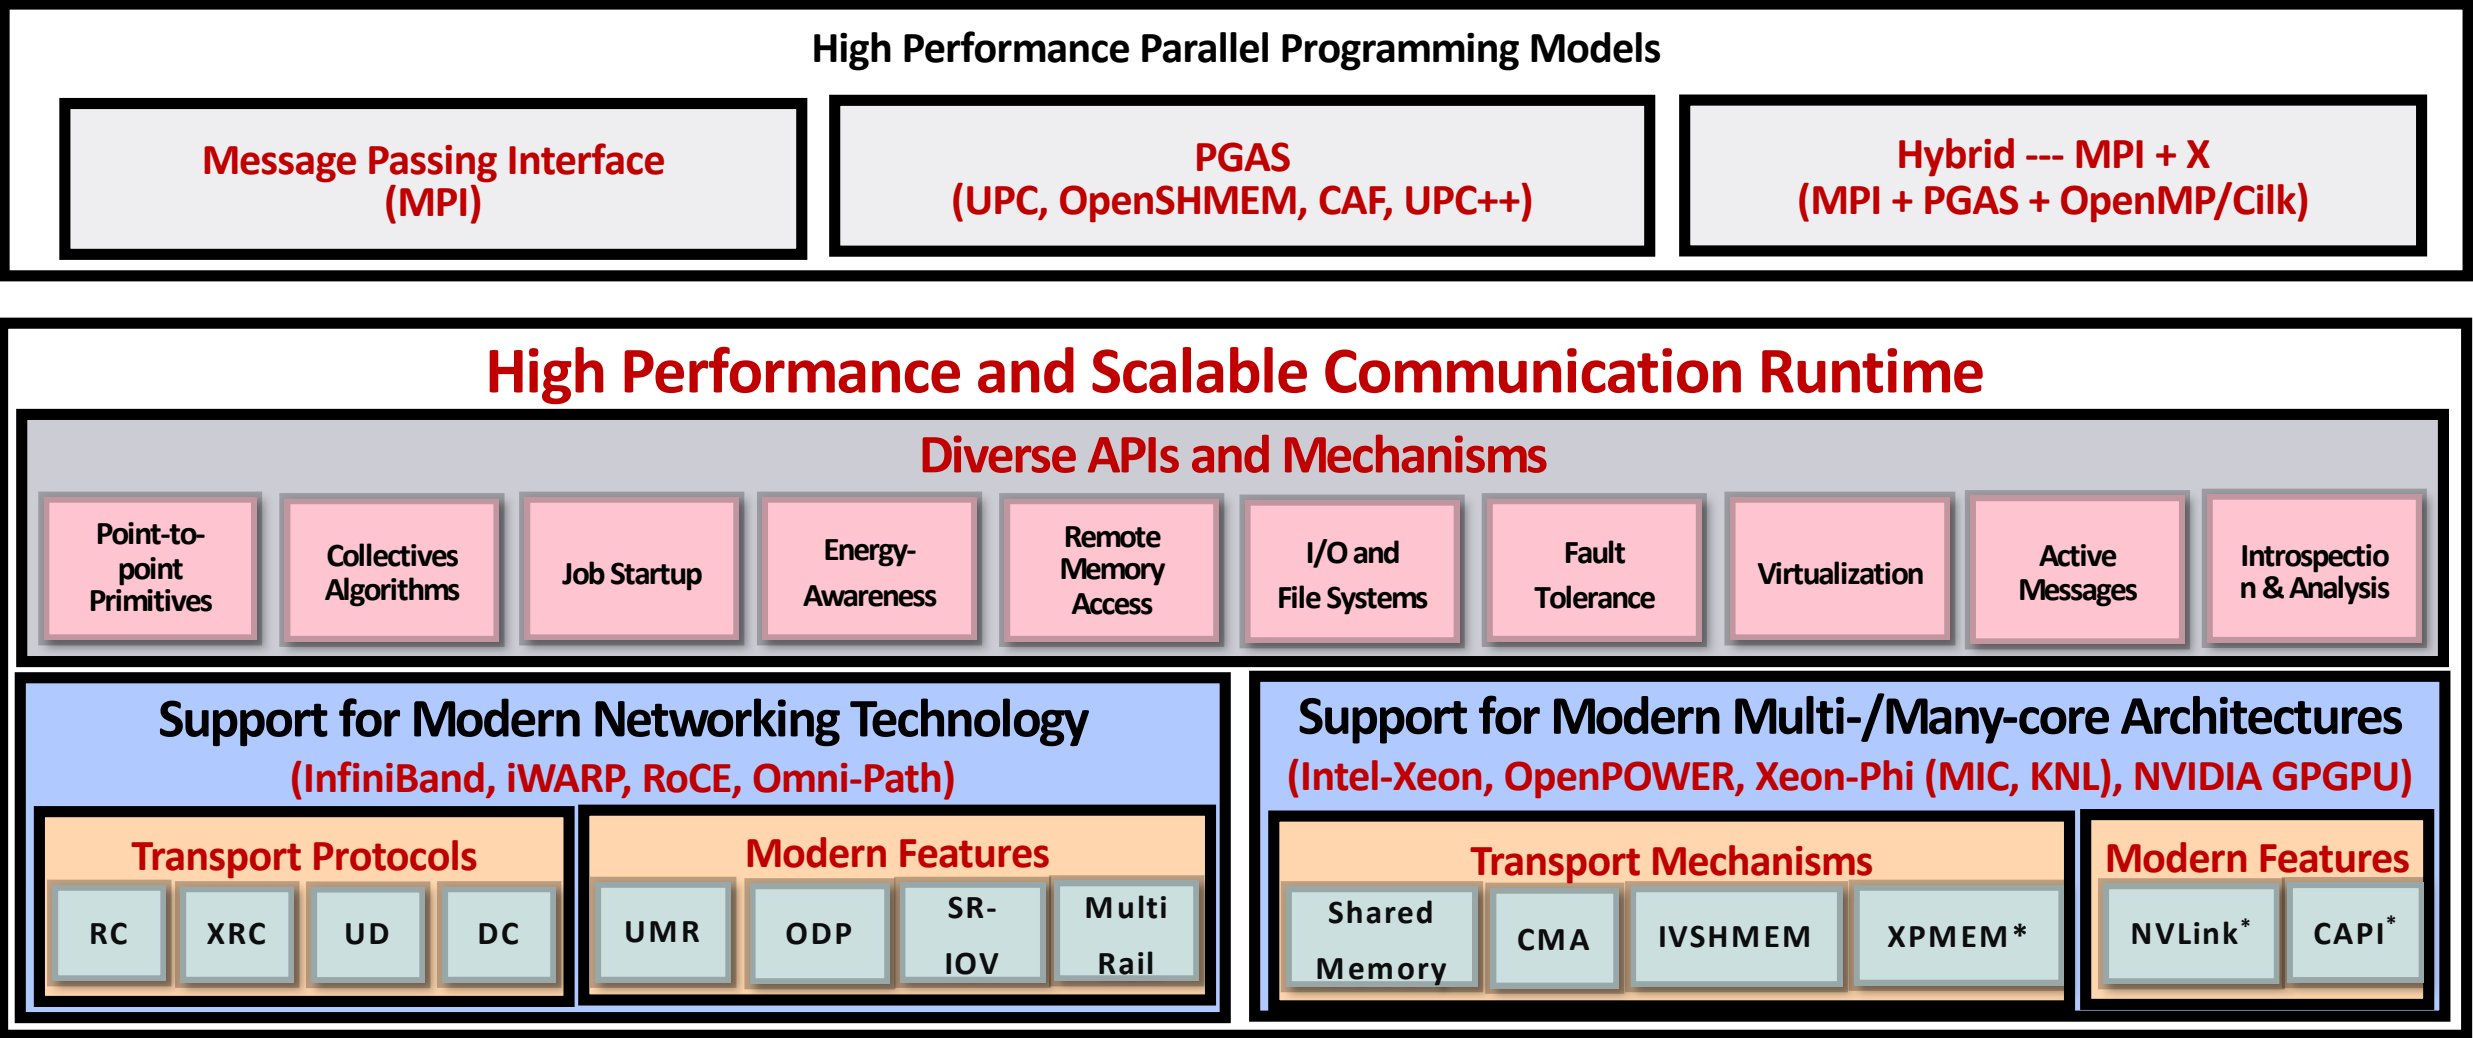 High Performance Parallel Programming Models
Message Passing Interface
(MPI)
PGAS
(UPC, OpenSHMEM, CAF, UPC++)
Hybrid --- MPI + X
(MPI + PGAS + OpenMP/Cilk)
High Performance and Scalable Communication Runtime
Diverse APIs and Mechanisms
Point-to-
point
Primitives
Collectives
Algorithms
Job Startup
Energy-
Awareness
Remote
Memory
Access
I/O and
File Systems
Fault
Tolerance
Virtualization
Active
Messages
Introspectio
n & Analysis
Support for Modern Networking Technology
(InfiniBand, iWARP, RoCE, Omni-Path)
Transport Protocols
RC
XRC
UD
DC
Modern Features
UMR
ODP
SR-
IOV
Multi
Rail
Support for Modern Multi-/Many-core Architectures
(Intel-Xeon, OpenPOWER, Xeon-Phi (MIC, KNL), NVIDIA GPGPU)
Transport Mechanisms
Shared
Memory
CMA
IVSHMEM
XPMEM*
Modern Features
NVLink*
CAPI*